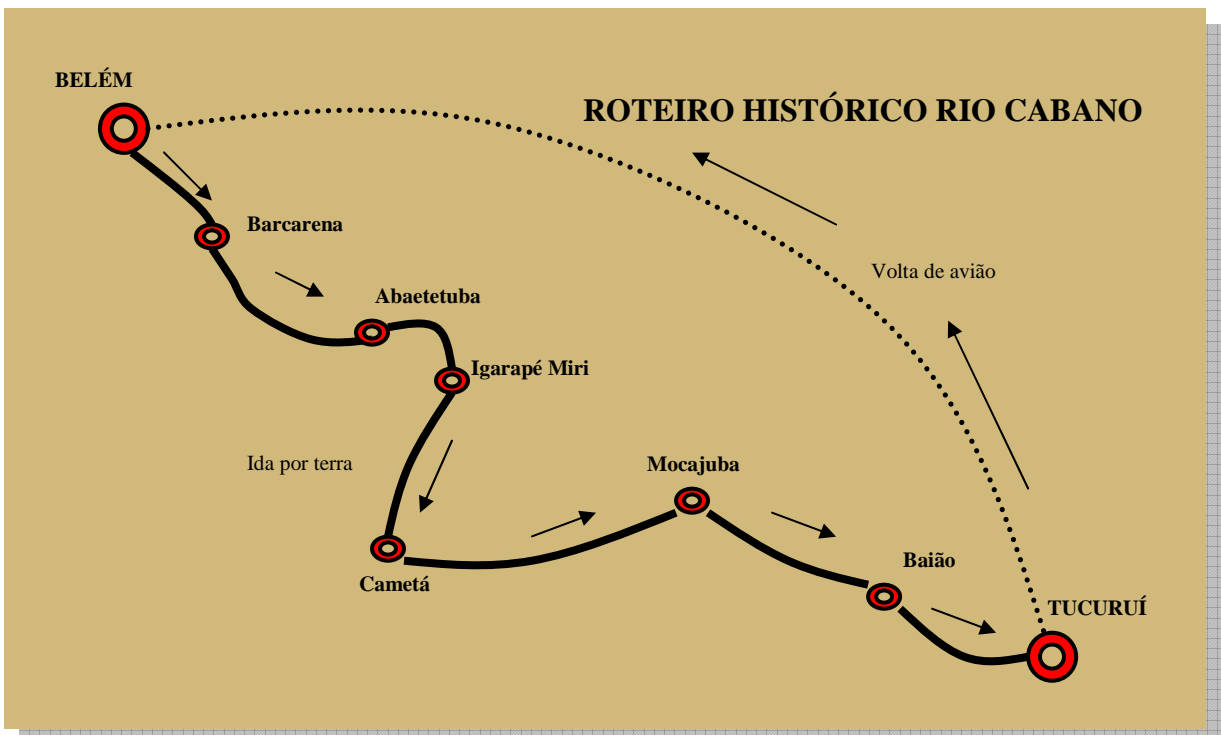 BELÉM
ROTEIRO HISTÓRICO RIO CABANO
Barcarena
Volta de avião
Abaetetuba
Igarapé Miri
Ida por terra
Mocajuba
Baião
Cametá
TUCURUÍ